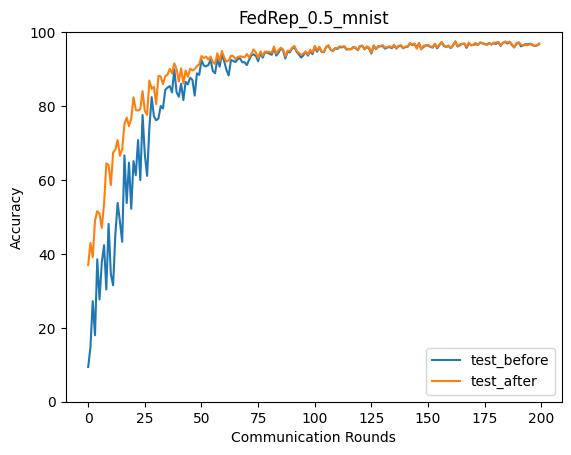 FedRep_0.5_mnist
100
80
60
40
20
0
Accuracy
0 25 50 75 100 125 150 175 200
Communication Rounds
test_before
test_after